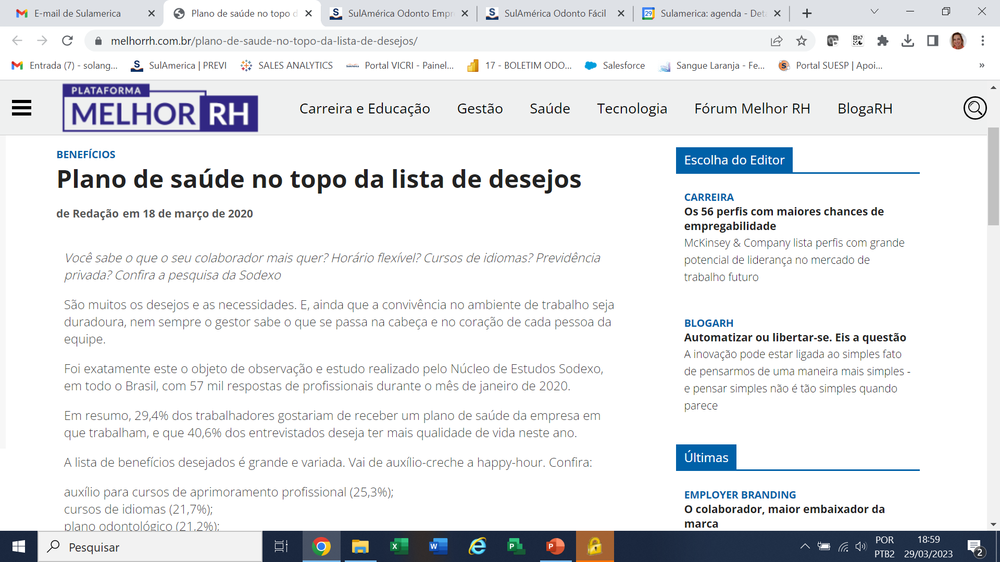 E-mail de Sulamerica
Plano de saúde no topo d
SulAmérica Odonto Empr
SulAmérica Odonto Fácil
29
Sulamerica: agenda - Deta
melhorrh.com.br/plano-de-saude-no-topo-da-lista-de-desejos/
Entrada (7) - solang...
SulAmerica | PREVI
SALES ANALYTICS
Portal VICRI - Painel...
17 - BOLETIM ODO...
Salesforce
Sangue Laranja - Fe...
Portal SUESP | Apoi...
»
PLATAFORMA
MELHOR RH
Carreira e Educação
Gestão
Saúde
Tecnologia
Fórum Melhor RH
BlogaRH
BENEFÍCIOS
Plano de saúde no topo da lista de desejos
de Redação em 18 de março de 2020
Você sabe o que o seu colaborador mais quer? Horário flexível? Cursos de idiomas? Previdência
privada? Confira a pesquisa da Sodexo
São muitos os desejos e as necessidades. E, ainda que a convivência no ambiente de trabalho seja
duradoura, nem sempre o gestor sabe o que se passa na cabeça e no coração de cada pessoa da
equipe.
Foi exatamente este o objeto de observação e estudo realizado pelo Núcleo de Estudos Sodexo,
em todo o Brasil, com 57 mil respostas de profissionais durante o mês de janeiro de 2020.
Em resumo, 29,4% dos trabalhadores gostariam de receber um plano de saúde da empresa em
que trabalham, e que 40,6% dos entrevistados deseja ter mais qualidade de vida neste ano.
A lista de benefícios desejados é grande e variada. Vai de auxílio-creche a happy-hour. Confira:
auxílio para cursos de aprimoramento profissional (25,3%);
cursos de idiomas (21,7%);
plano odontológico (21,2%);
Escolha do Editor
CARREIRA
Os 56 perfis com maiores chances de
empregabilidade
McKinsey & Company lista perfis com grande
potencial de liderança no mercado de
trabalho futuro
BLOGARH
Automatizar ou libertar-se. Eis a questão
A inovação pode estar ligada ao simples fato
de pensarmos de uma maneira mais simples -
e pensar simples não é tão simples quando
parece
Últimas
EMPLOYER BRANDING
O colaborador, maior embaixador da
marca
Pesquisar
POR
PTB2
18:59
29/03/2023
2